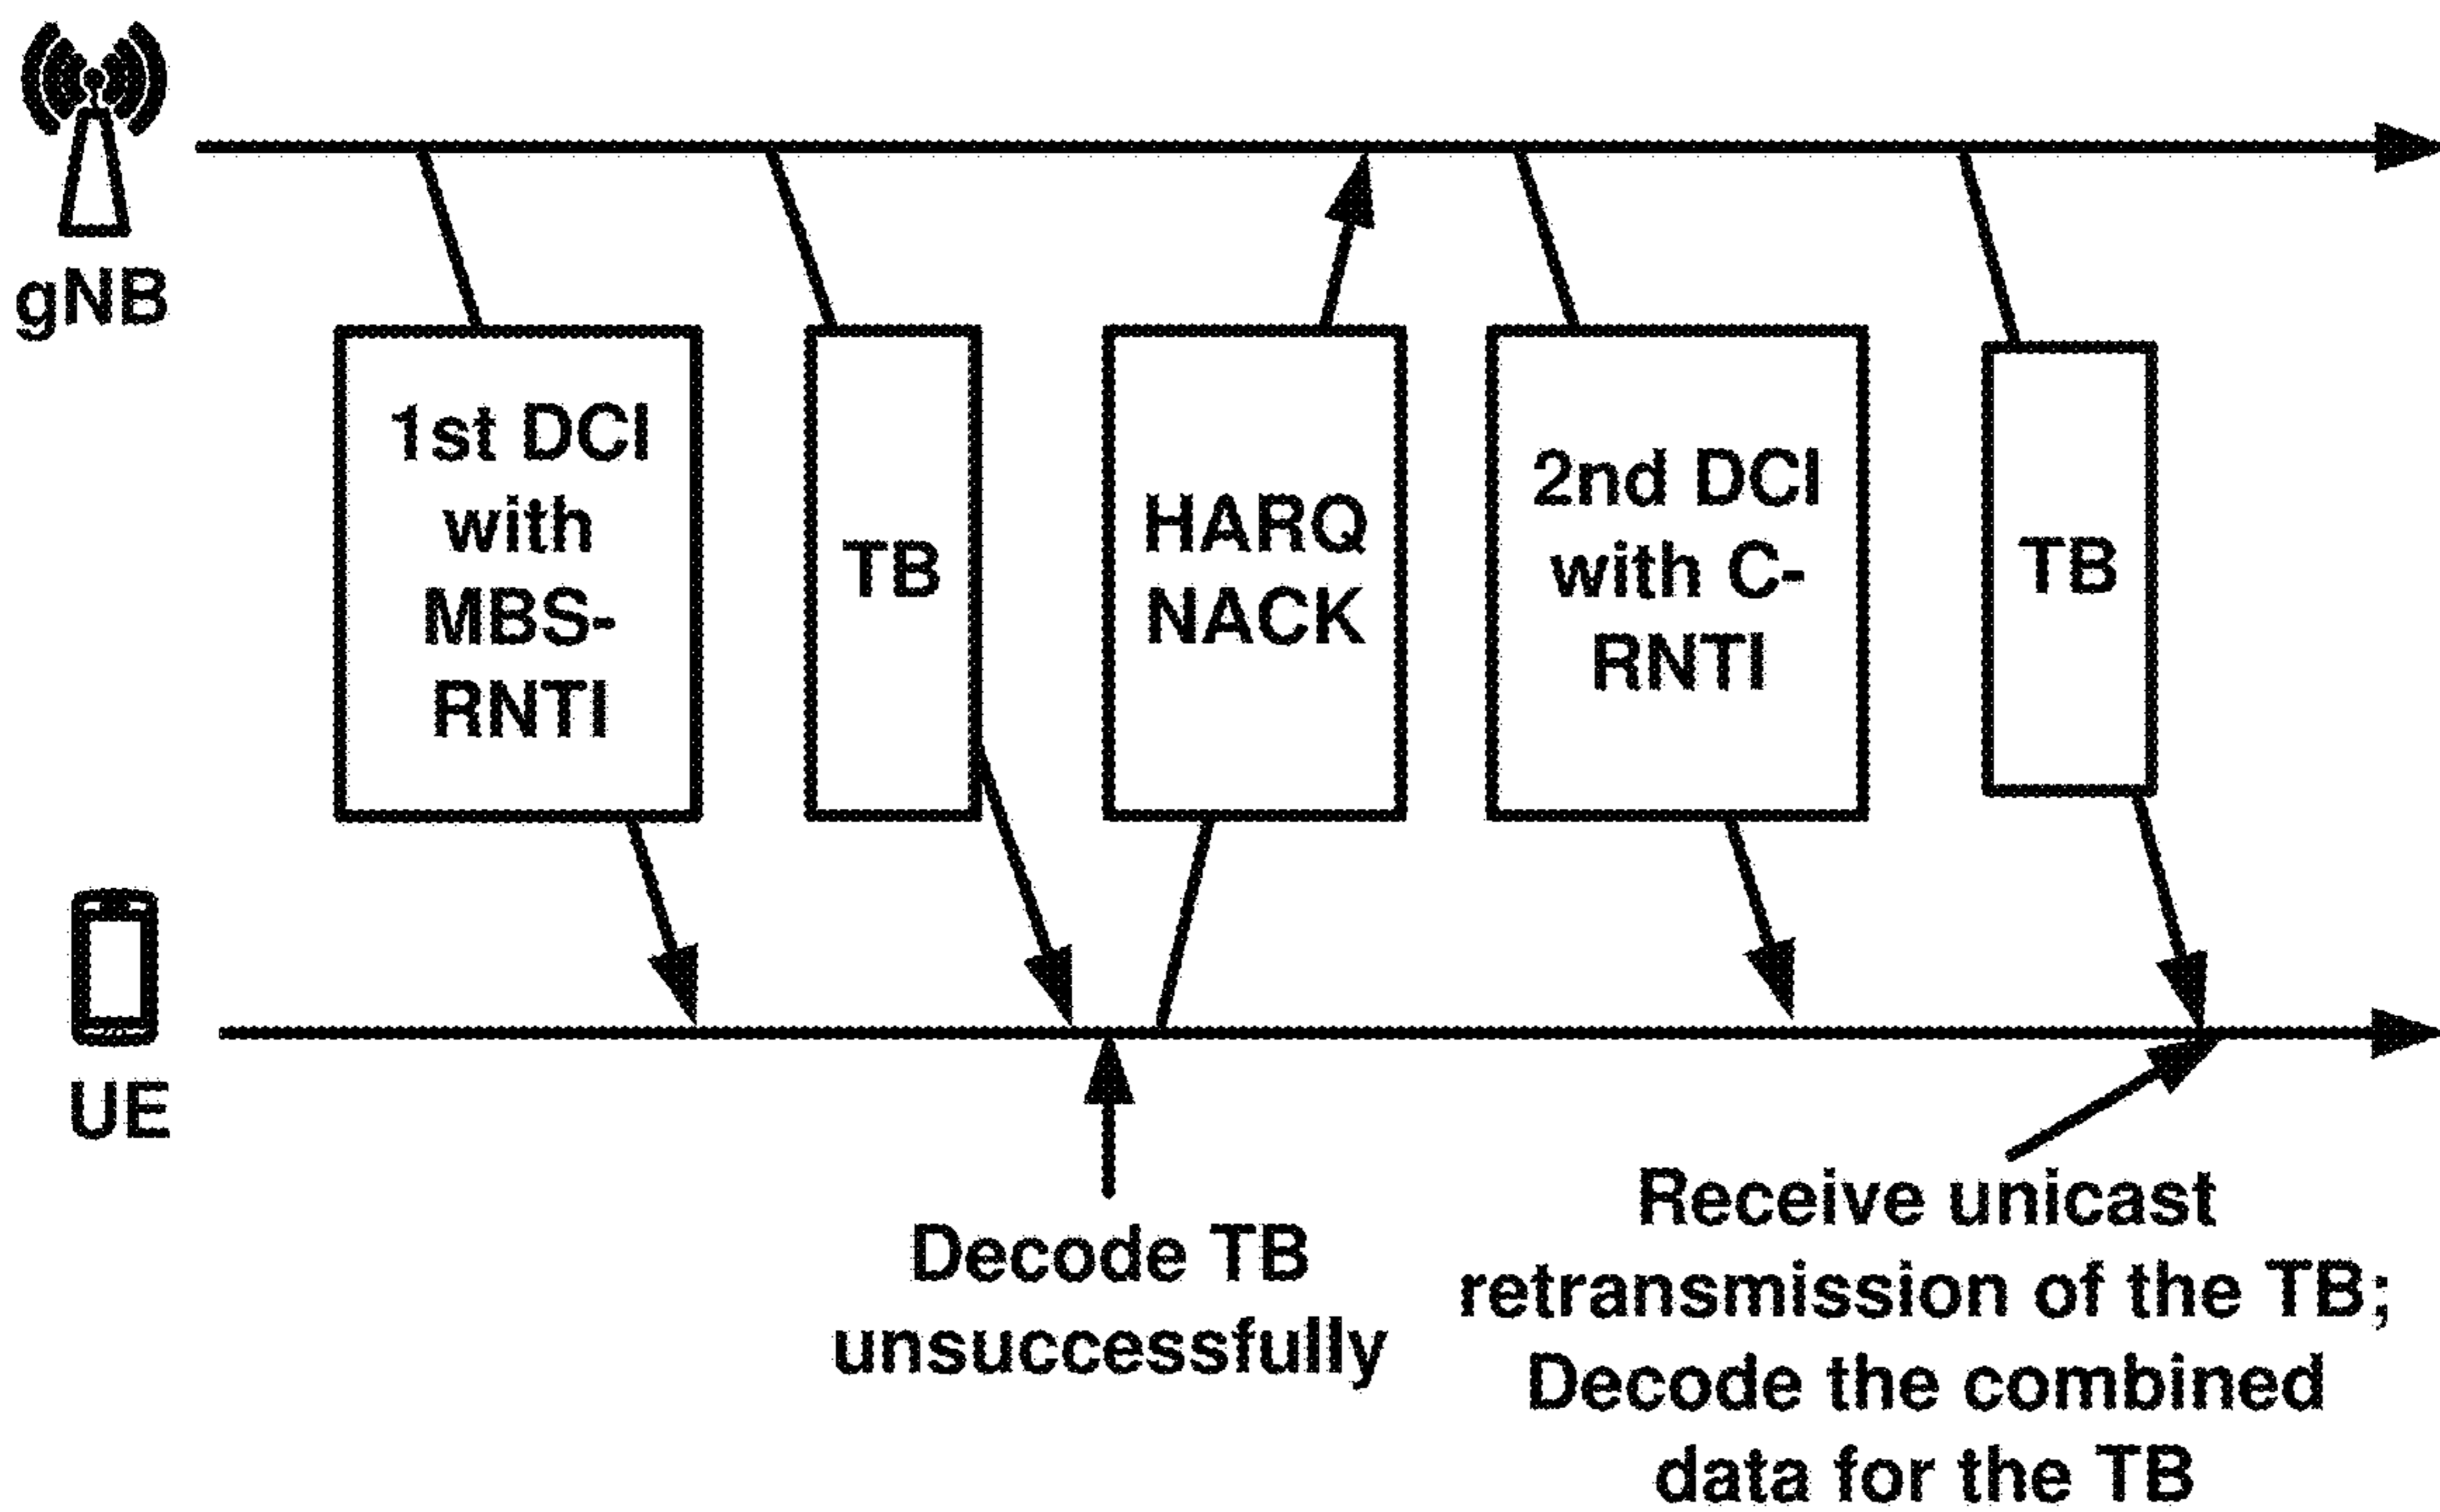 gNB
1st DCI
with
MBS-
RNTI
TB
HARQ
NACK
2nd DCI
with C-
RNTI
TB
UE
Decode TB
unsuccessfully
Receive unicast
retransmission of the TB;
Decode the combined
data for the TB